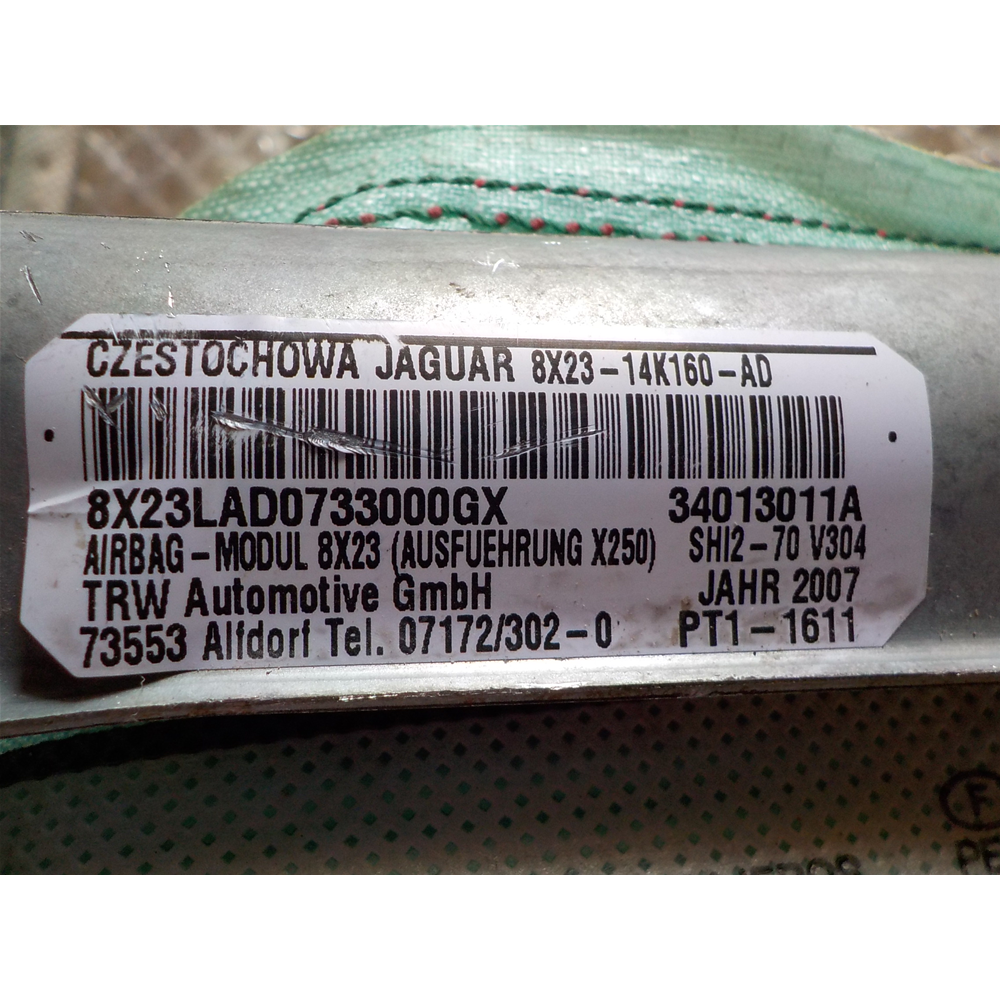 CZESTOCHOWA JAGUAR 8X23-14K160-AD
8X23LAD0733000GX 34013011A
AIRBAG-MODUL 8X23 (AUSFUEHRUNG X250) SHI2-70 V304
TRW Automotive GmbH JAHR 2007
73553 Alfdorf Tel. 07172/302-0 PT1-1611
F